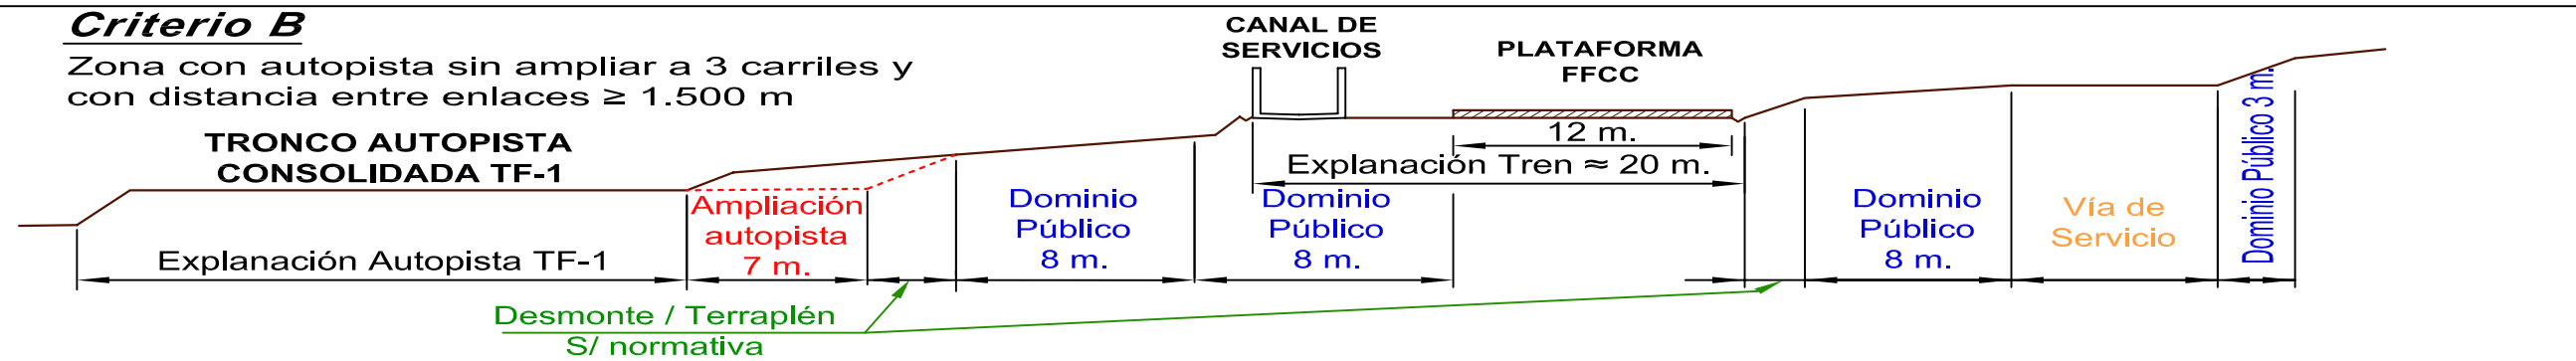 Criterio B
Zona con autopista sin ampliar a 3 carriles y
con distancia entre enlaces ≥ 1.500 m
TRONCO AUTOPISTA
CONSOLIDADA TF-1
CANAL DE
SERVICIOS
PLATAFORMA
FFCC
12 m.
Explanación Tren ≈ 20 m.
Explanación Autopista TF-1
Ampliación
autopista
7 m.
Dominio
Público
8 m.
Dominio
Público
8 m.
Dominio
Público
8 m.
Vía de
Servicio
Dominio Público 3 m.
Desmonte / Terraplén
S/ normativa